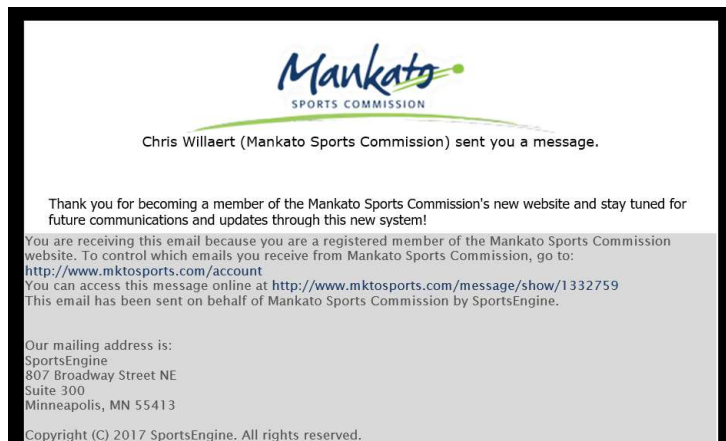 Mankato
SPORTS COMMISSION
Chris Willaert (Mankato Sports Commission) sent you a message.
Thank you for becoming a member of the Mankato Sports Commission's new website and stay tuned for
future communications and updates through this new system!
You are receiving this email because you are a registered member of the Mankato Sports Commission
website. To control which emails you receive from Mankato Sports Commission, go to:
http://www.mktosports.com/account
You can access this message online at http://www.mktosports.com/message/show/1332759
This email has been sent on behalf of Mankato Sports Commission by SportsEngine.
Our mailing address is:
SportsEngine
807 Broadway Street NE
Suite 300
Minneapolis, MN 55413
Copyright (C) 2017 SportsEngine. All rights reserved.